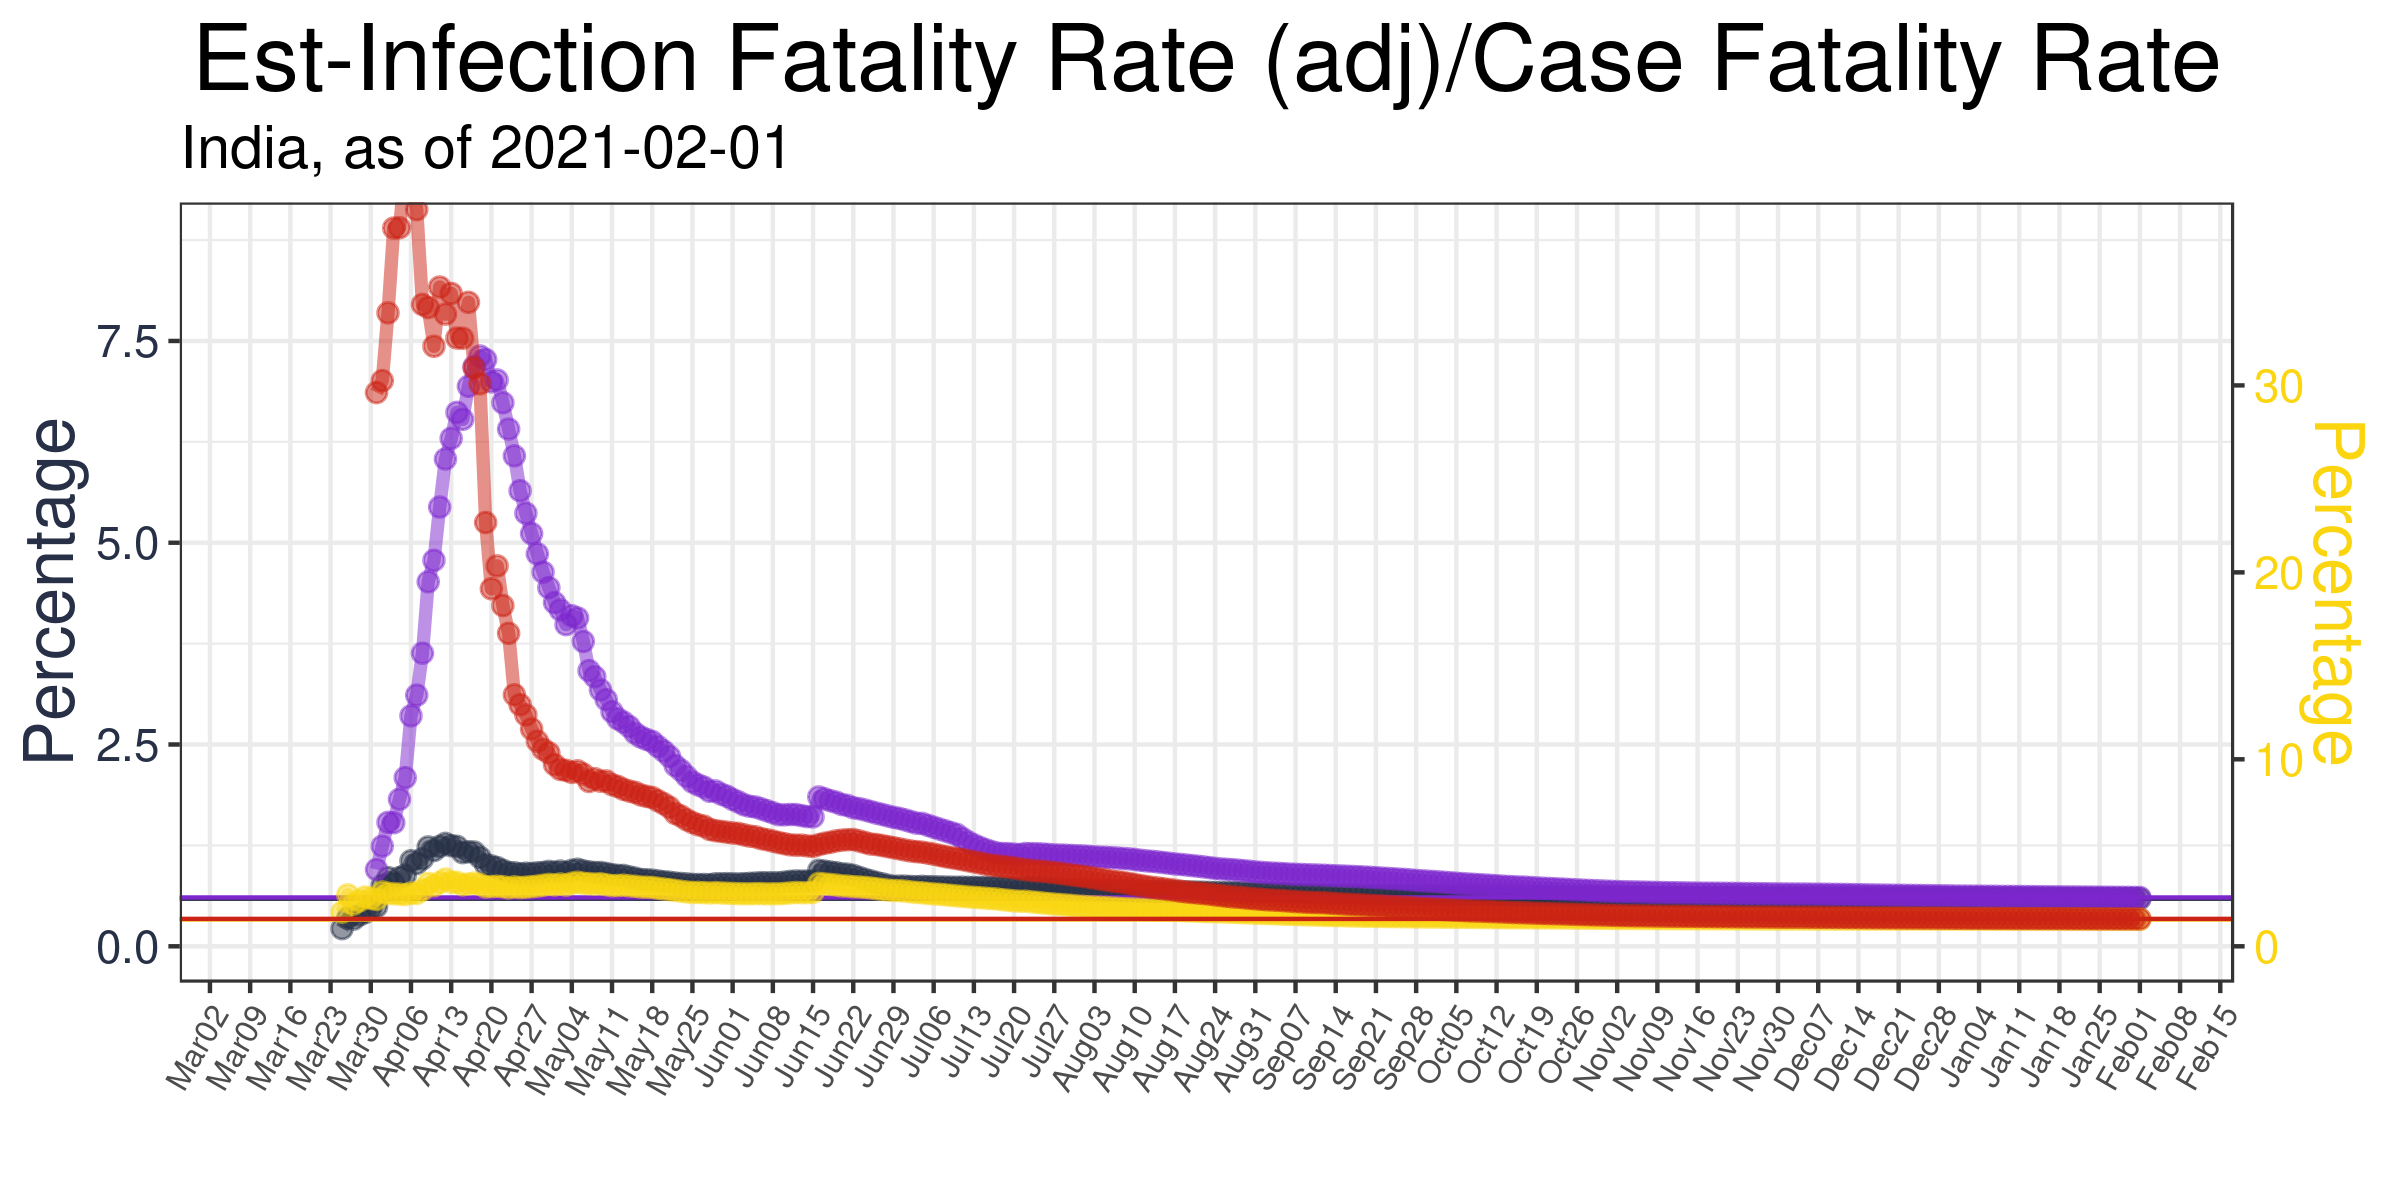 Est-Infection Fatality Rate (adj)/Case Fatality Rate
India, as of 2021-02-01
Percentage
7.5
5.0
2.5
0.0
30
20
10
0
Percentage
Mar02
Mar09
Mar16
Mar23
Mar30
Apr06
Apr13
Apr20
Apr27
May04
May11
May18
May25
Jun01
Jun08
Jun15
Jun22
Jun29
Jul06
Jul13
Jul20
Jul27
Aug03
Aug10
Aug17
Aug24
Aug31
Sep07
Sep14
Sep21
Sep28
Oct05
Oct12
Oct19
Oct26
Nov02
Nov09
Nov16
Nov23
Nov30
Dec07
Dec14
Dec21
Dec28
Jan04
Jan11
Jan18
Jan25
Feb01
Feb08
Feb15